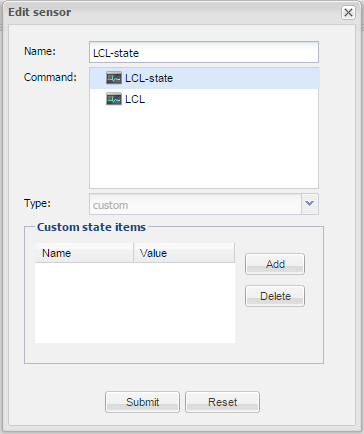 Edit sensor
Name: LCL-state
Command: LCL-state
LCL
Type: custom
Custom state items
Name Value
Add
Delete
Submit Reset